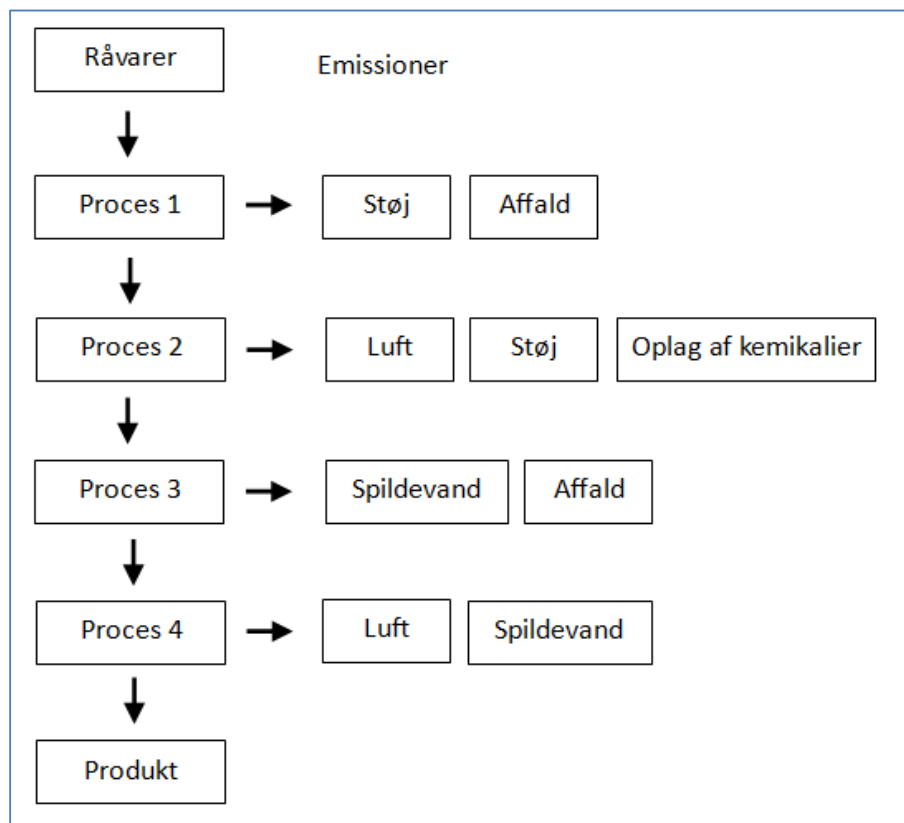 Råvarer
Emissioner
Proces 1
Støj
Affald
Proces 2
Luft
Støj
Oplag af kemikalier
Proces 3
Spildevand
Affald
Proces 4
Luft
Spildevand
Produkt